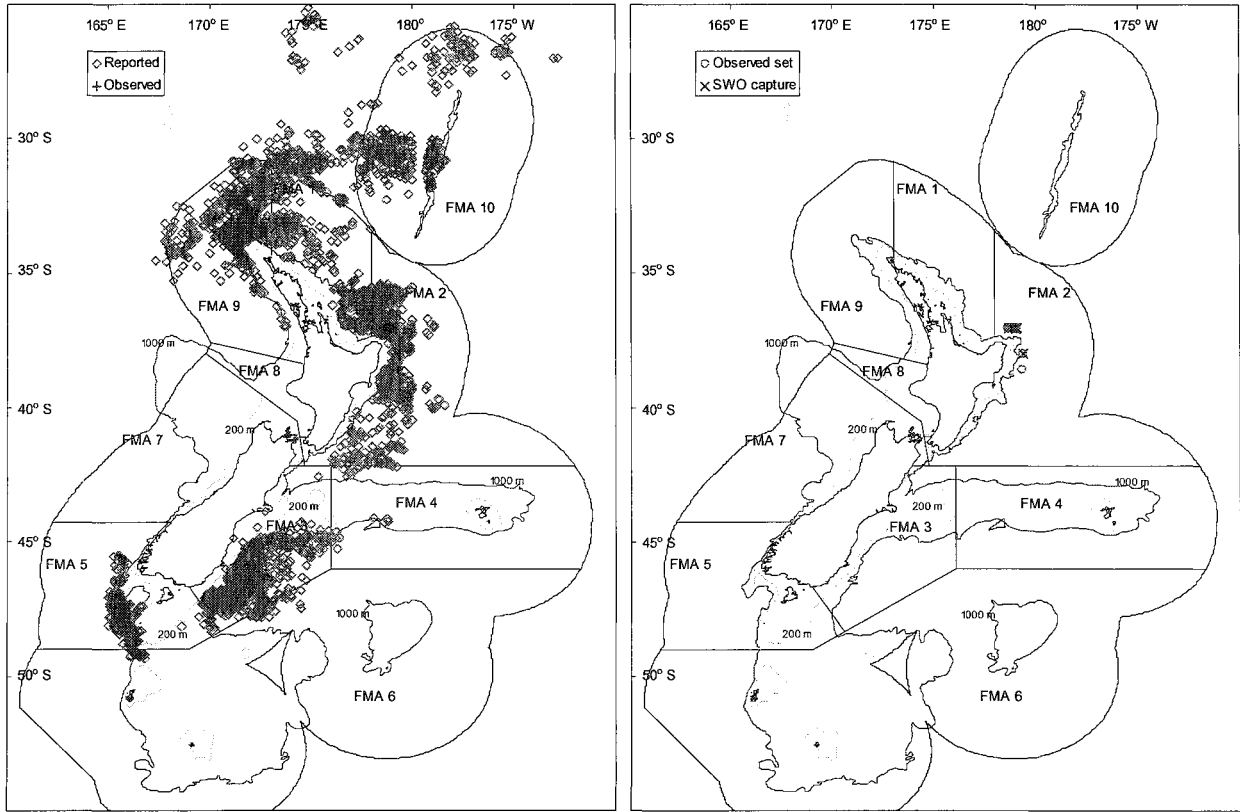 165° E 170° E 175° E 180° 175° W
◇ Reported
+ Observed
30° S
FMA 1
FMA 10
35° S
FMA 9
MA 2
1000 m
FMA 8
40° S
FMA 7
200 m
1000 m
FMA 4
200 m
FMA
45° S
FMA 5
1000 m
200 m
50° S
FMA 6
165° E 170° E 175° E 180° 175° W
○ Observed set
✕ SWO capture
30° S
FMA 1
FMA 10
35° S
FMA 9
FMA 2
1000 m
FMA 8
40° S
FMA 7
200 m
1000 m
FMA 4
200 m
FMA 3
45° S
FMA 5
1000 m
200 m
50° S
FMA 6